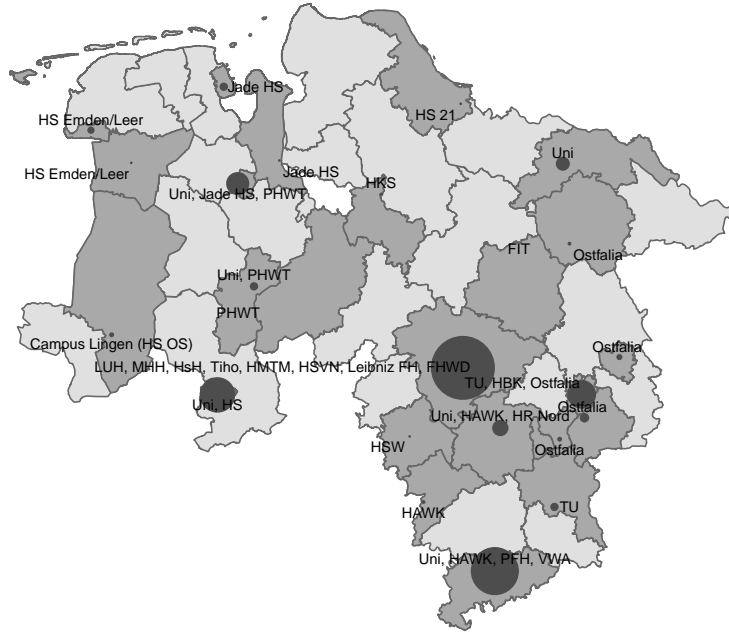 Jade HS
HS 21
HS Emden/Leer
Uni
HS Emden/Leer
Jade HS
HKS
Uni, Jade HS, PHWT
FIT
Ostfalia
Uni, PHWT
PHWT
Campus Lingen (HS OS)
Ostfalia
LUH, MHH, HsH, Tiho, HMTM, HSVN, Leibniz FH, FHWD
TU, HBK, Ostfalia
Uni, HS
Ostfalia
Uni, HAWK, HR Nord
HSW
Ostfalia
HAWK
TU
Uni, HAWK, PFH, VWA